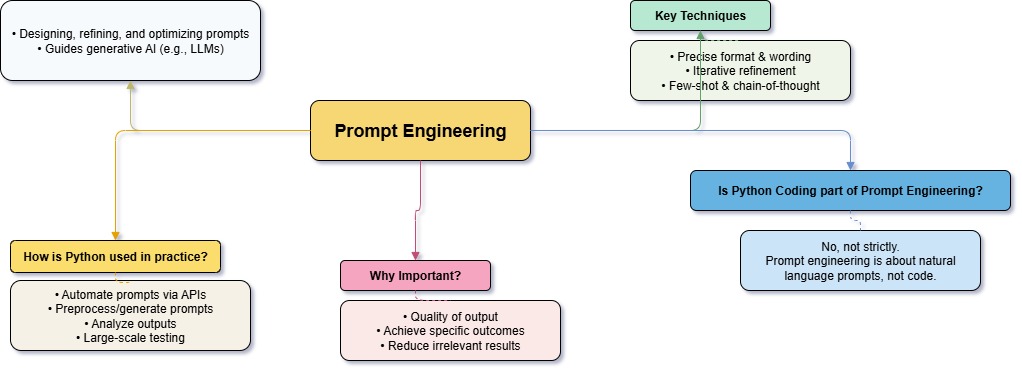 • Designing, refining, and optimizing prompts
• Guides generative AI (e.g., LLMs)
Key Techniques
• Precise format & wording
• Iterative refinement
• Few-shot & chain-of-thought
Prompt Engineering
Is Python Coding part of Prompt Engineering?
No, not strictly.
Prompt engineering is about natural
language prompts, not code.
How is Python used in practice?
• Automate prompts via APIs
• Preprocess/generate prompts
• Analyze outputs
• Large-scale testing
Why Important?
• Quality of output
• Achieve specific outcomes
• Reduce irrelevant results